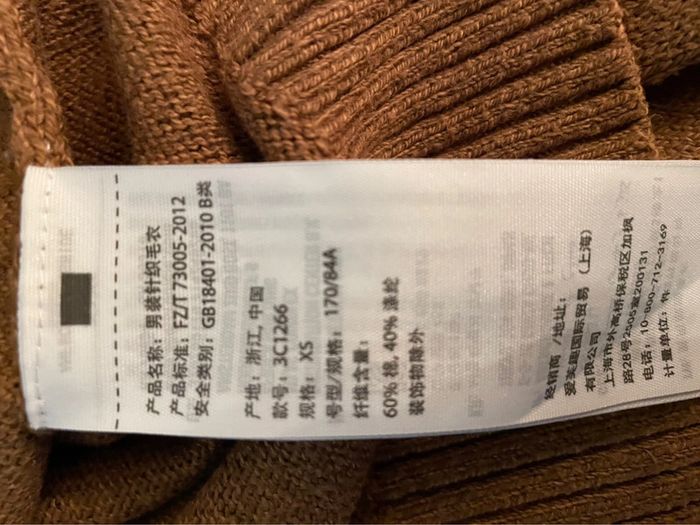 产品名称: 男装针织毛衣
产品标准: FZ/T 73005-2012
安全类别: GB18401-2010 B类
产地: 浙江, 中国
款号: 3C1266
规格: XS
号型/规格: 170/84A
纤维含量:
60% 棉, 40% 涤纶
装饰物除外
经销商 /地址:
国际贸易 (上海)
有限公司
上海市外高桥保税区加枫
路28号2506室200131
电话: 10-800-712-3169
计量单位: 件